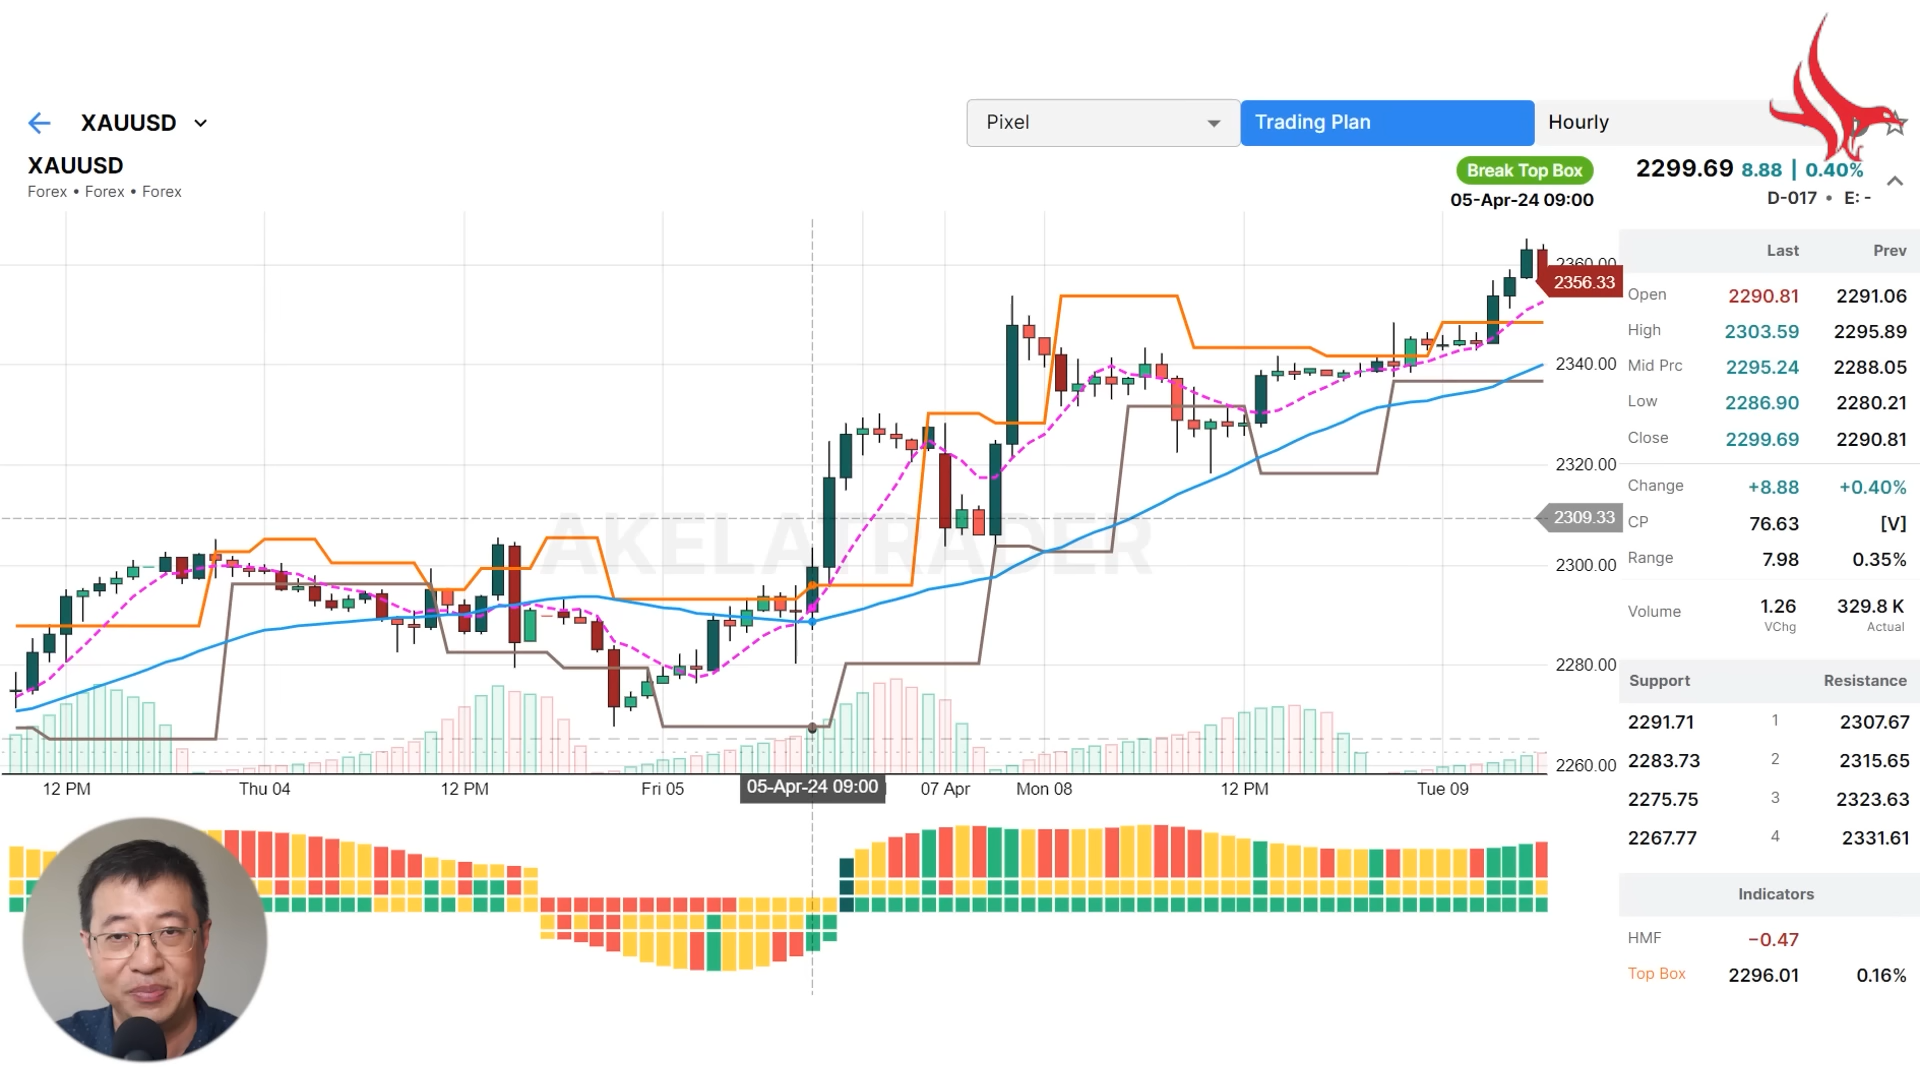 XAUUSD
Pixel
Trading Plan
Hourly
XAUUSD
Forex • Forex • Forex
Break Top Box
05-Apr-24 09:00
2299.69 8.88 | 0.40%
D-017 • E: -
AKELATRADER
2360.00
2356.33
2340.00
2320.00
2309.33
2300.00
2280.00
2260.00
12 PM
Thu 04
12 PM
Fri 05
05-Apr-24 09:00
07 Apr
Mon 08
12 PM
Tue 09
Last Prev
Open 2290.81 2291.06
High 2303.59 2295.89
Mid Prc 2295.24 2288.05
Low 2286.90 2280.21
Close 2299.69 2290.81
Change +8.88 +0.40%
CP 76.63 [V]
Range 7.98 0.35%
Volume 1.26 329.8 K
VChg Actual
Support Resistance
2291.71 1 2307.67
2283.73 2 2315.65
2275.75 3 2323.63
2267.77 4 2331.61
Indicators
HMF −0.47
Top Box 2296.01 0.16%